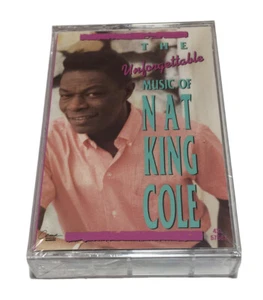 THE
Unforgettable
MUSIC OF
NAT
KING
COLE